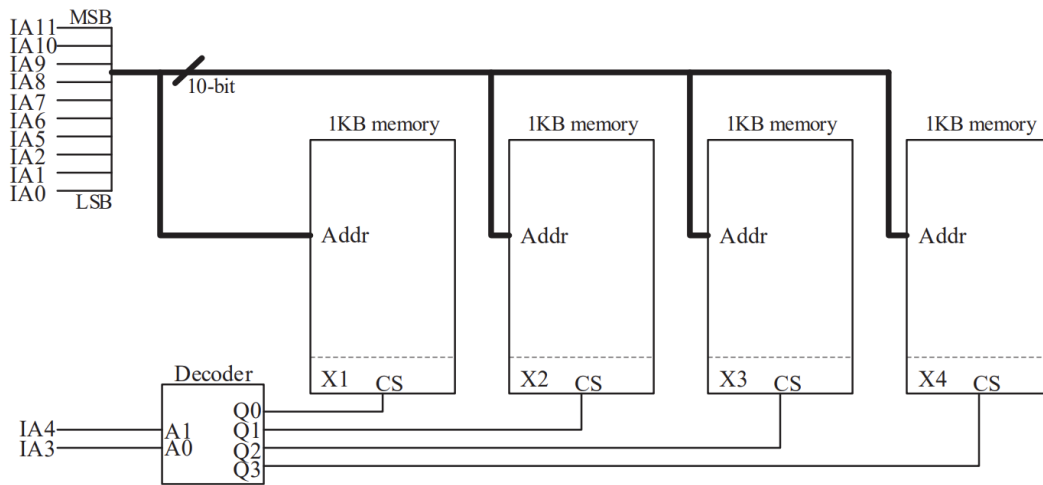 IA11
MSB
IA10
IA9
IA8
10-bit
IA7
IA6
IA5
IA2
IA1
IA0
LSB
1KB memory
1KB memory
1KB memory
1KB memory
Addr
Addr
Addr
Addr
Decoder
X1
CS
X2
CS
X3
CS
X4
CS
Q0
IA4
A1
Q1
IA3
A0
Q2
Q3